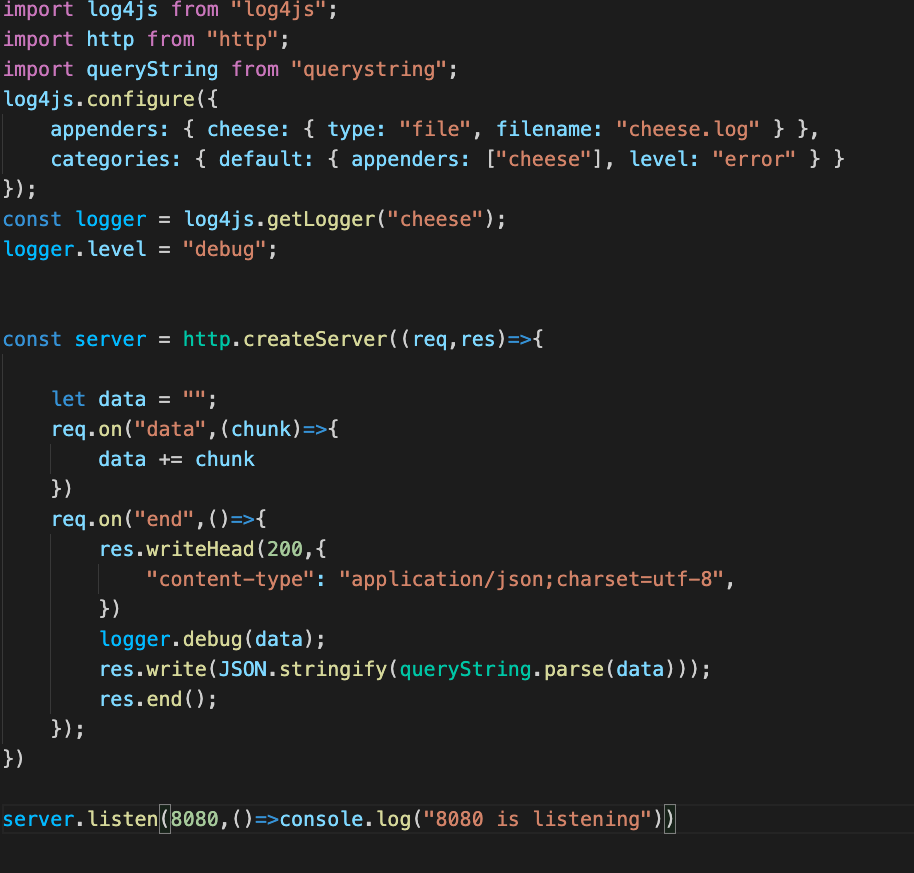 import log4js from "log4js";
import http from "http";
import queryString from "querystring";
log4js.configure({
    appenders: { cheese: { type: "file", filename: "cheese.log" } },
    categories: { default: { appenders: ["cheese"], level: "error" } }
});
const logger = log4js.getLogger("cheese");
logger.level = "debug";
const server = http.createServer((req,res)=>{
    let data = "";
    req.on("data",(chunk)=>{
        data += chunk
    })
    req.on("end",()=>{
        res.writeHead(200,{
            "content-type": "application/json;charset=utf-8",
        })
        logger.debug(data);
        res.write(JSON.stringify(queryString.parse(data)));
        res.end();
    });
})
server.listen(8080,()=>console.log("8080 is listening"))